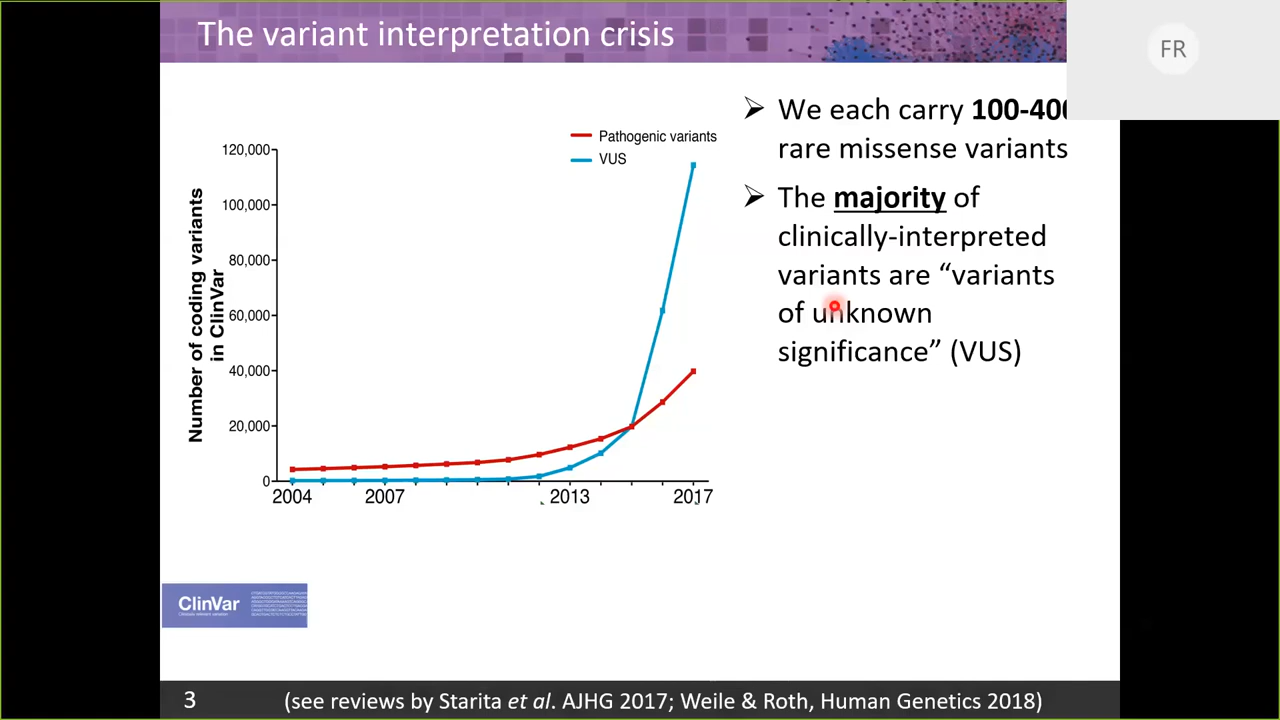 The variant interpretation crisis
FR
We each carry 100-400
rare missense variants
The majority of
clinically-interpreted
variants are “variants
of unknown
significance” (VUS)
Pathogenic variants
VUS
120,000
100,000
80,000
60,000
40,000
20,000
0
Number of coding variants
in ClinVar
2004 2007 2013 2017
ClinVar
3 (see reviews by Starita et al. AJHG 2017; Weile & Roth, Human Genetics 2018)